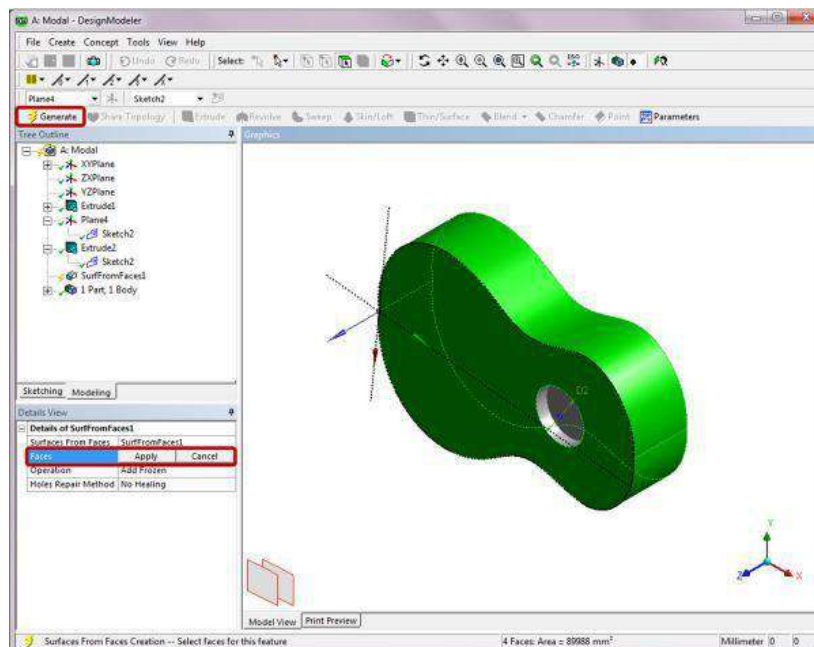 A: Modal - DesignModeler
File Create Concept Tools View Help
Undo Redo Select:
Plane4 Sketch2
Generate Share Topology Extrude Revolve Sweep Skin/Loft Thin/Surface Blend Chamfer Point Parameters
Tree Outline
Graphics
A: Modal
XYPlane
ZXPlane
YZPlane
Extrude1
Plane4
Sketch2
Extrude2
Sketch2
SurfFromFaces1
1 Part, 1 Body
D2
Sketching Modeling
Details View
Details of SurfFromFaces1
Surfaces From Faces SurfFromFaces1
Faces Apply Cancel
Operation Add Frozen
Holes Repair Method No Healing
Y
Z X
Model View Print Preview
Surfaces From Faces Creation -- Select faces for this feature 4 Faces: Area = 89988 mm² Millimeter 0 0